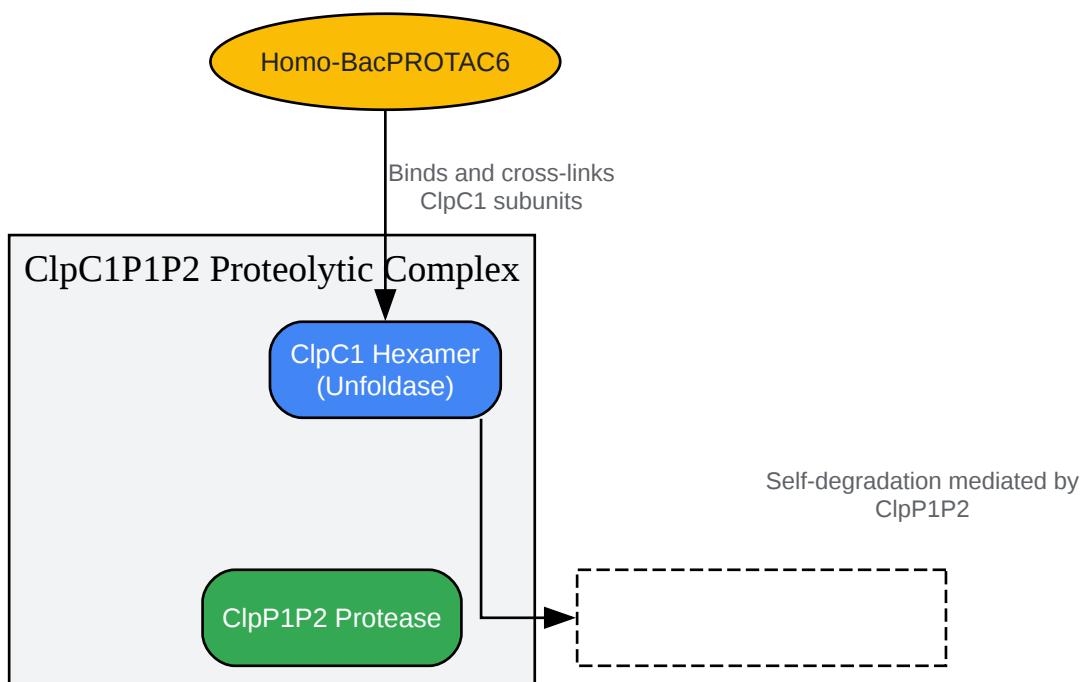 Homo-BacPROTAC6
Binds and cross-links
ClpC1 subunits
ClpC1P1P2 Proteolytic Complex
ClpC1 Hexamer
(Unfoldase)
Self-degradation mediated by
ClpP1P2
ClpP1P2 Protease